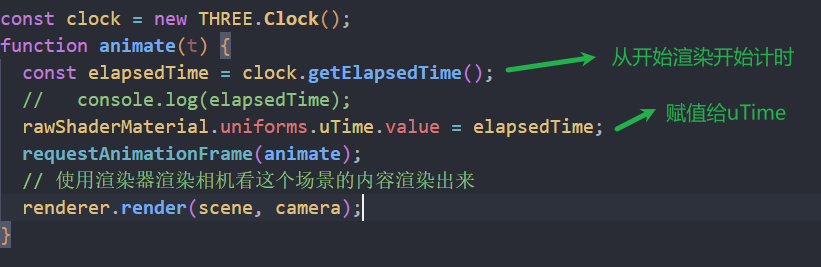 const clock = new THREE.Clock();
function animate(t) {
const elapsedTime = clock.getElapsedTime();
从开始渲染开始计时
//   console.log(elapsedTime);
rawShaderMaterial.uniforms.uTime.value = elapsedTime;
赋值给uTime
requestAnimationFrame(animate);
// 使用渲染器渲染相机看这个场景的内容渲染出来
renderer.render(scene, camera);
}